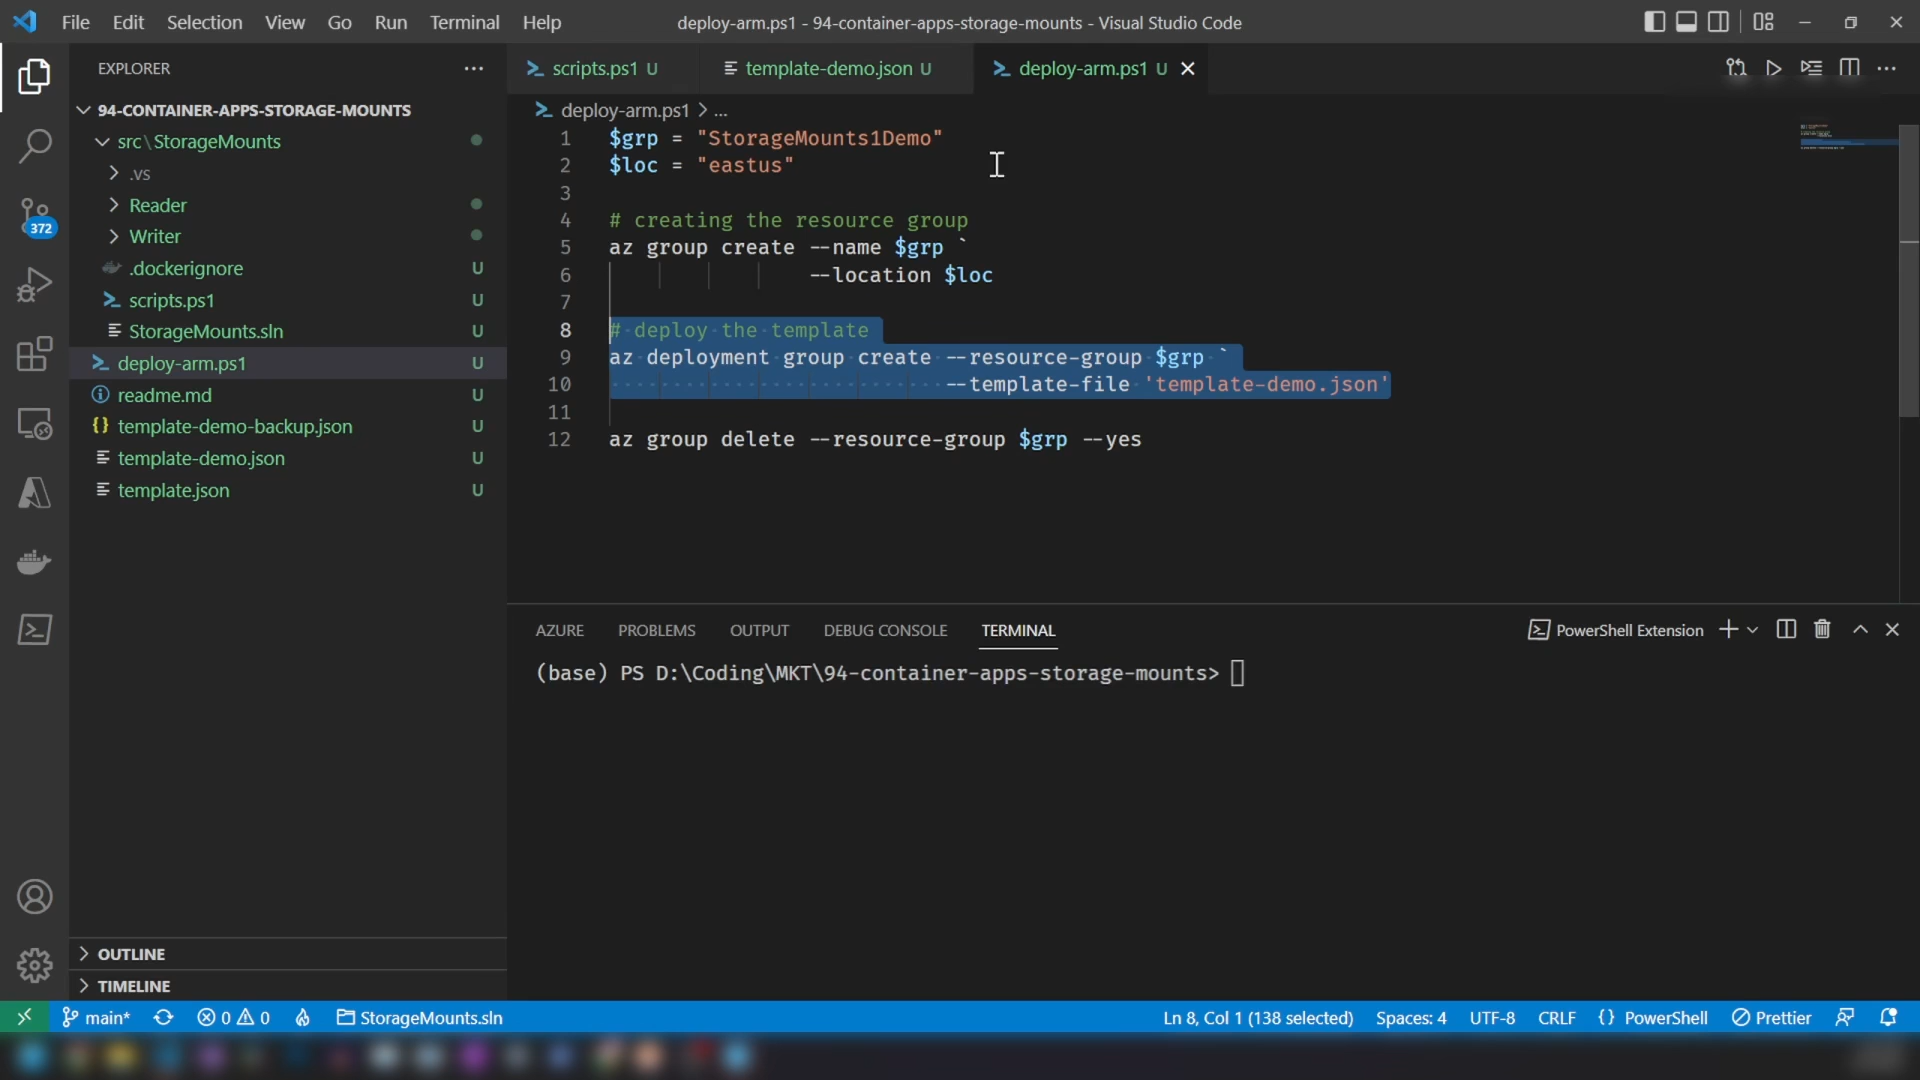 File Edit Selection View Go Run Terminal Help
deploy-arm.ps1 - 94-container-apps-storage-mounts - Visual Studio Code
EXPLORER
94-CONTAINER-APPS-STORAGE-MOUNTS
src\StorageMounts
.vs
Reader
Writer
.dockerignore U
scripts.ps1 U
StorageMounts.sln U
deploy-arm.ps1 U
readme.md U
template-demo-backup.json U
template-demo.json U
template.json U
372
OUTLINE
TIMELINE
scripts.ps1 U
template-demo.json U
deploy-arm.ps1 U
deploy-arm.ps1 > ...
1 $grp = "StorageMounts1Demo"
2 $loc = "eastus"
3
4 # creating the resource group
5 az group create --name $grp `
6 --location $loc
7
8 # deploy the template
9 az deployment group create --resource-group $grp `
10 --template-file 'template-demo.json'
11
12 az group delete --resource-group $grp --yes
AZURE PROBLEMS OUTPUT DEBUG CONSOLE TERMINAL
PowerShell Extension
(base) PS D:\Coding\MKT\94-container-apps-storage-mounts>
main* 0 0 StorageMounts.sln
Ln 8, Col 1 (138 selected) Spaces: 4 UTF-8 CRLF {} PowerShell Prettier